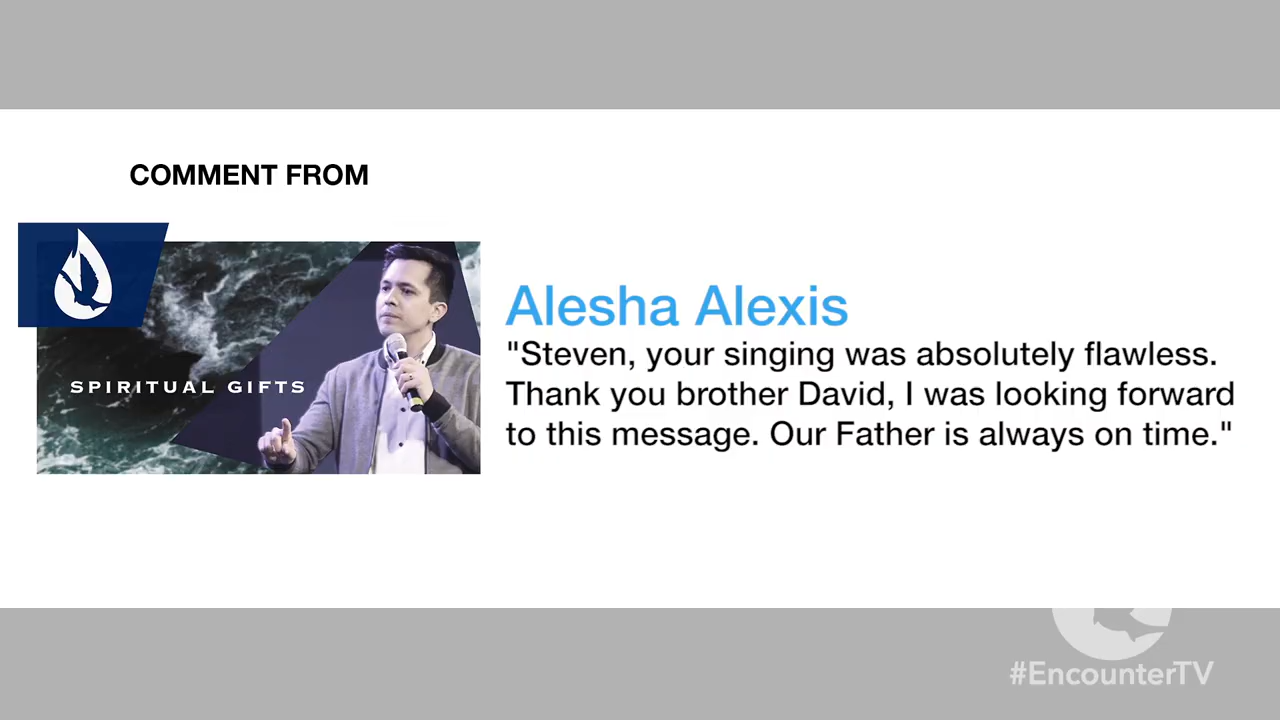 COMMENT FROM
SPIRITUAL GIFTS
Alesha Alexis
"Steven, your singing was absolutely flawless.
Thank you brother David, I was looking forward
to this message. Our Father is always on time."
#EncounterTV